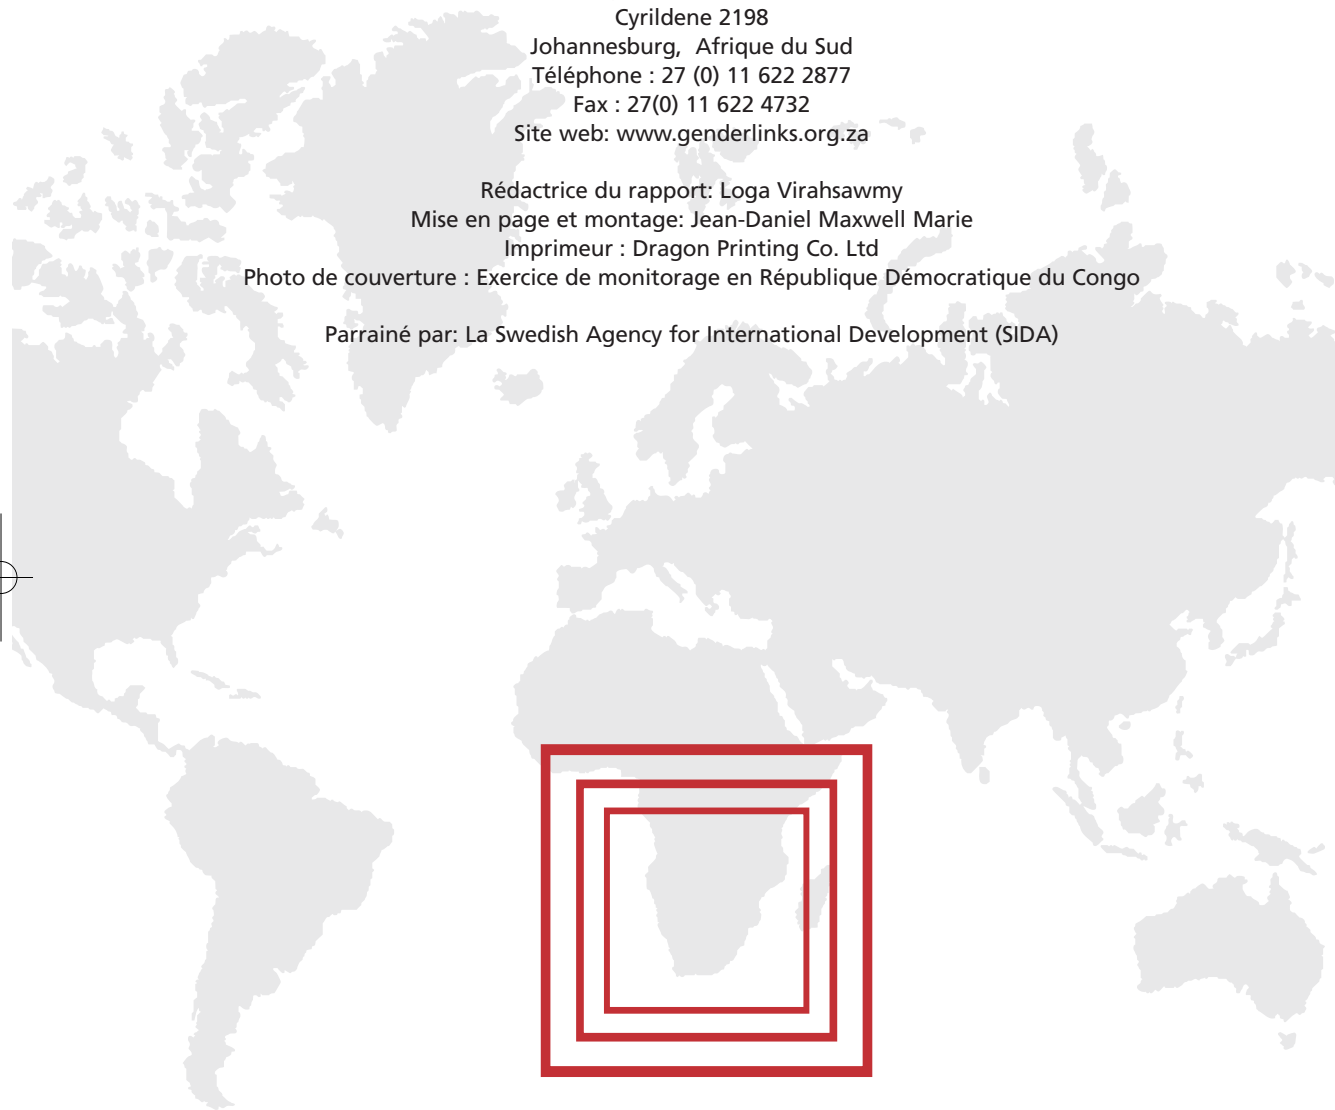 Cyrildene 2198
Johannesburg, Afrique du Sud
Téléphone : 27 (0) 11 622 2877
Fax : 27(0) 11 622 4732
Site web: www.genderlinks.org.za
Rédactrice du rapport: Loga Virahsawmy
Mise en page et montage: Jean-Daniel Maxwell Marie
Imprimeur : Dragon Printing Co. Ltd
Photo de couverture : Exercice de monitorage en République Démocratique du Congo
Parrainé par: La Swedish Agency for International Development (SIDA)